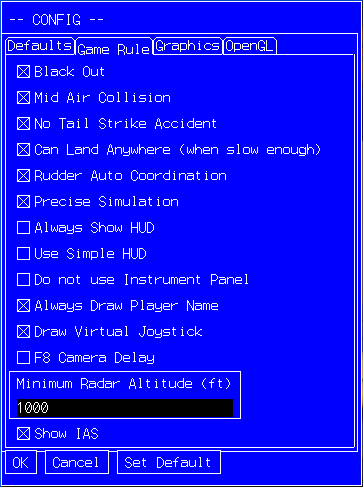 -- CONFIG --
Defaults Game Rule Graphics OpenGL
Black Out
Mid Air Collision
No Tail Strike Accident
Can Land Anywhere (when slow enough)
Rudder Auto Coordination
Precise Simulation
Always Show HUD
Use Simple HUD
Do not use Instrument Panel
Always Draw Player Name
Draw Virtual Joystick
F8 Camera Delay
Minimum Radar Altitude (ft)
1000
Show IAS
OK Cancel Set Default